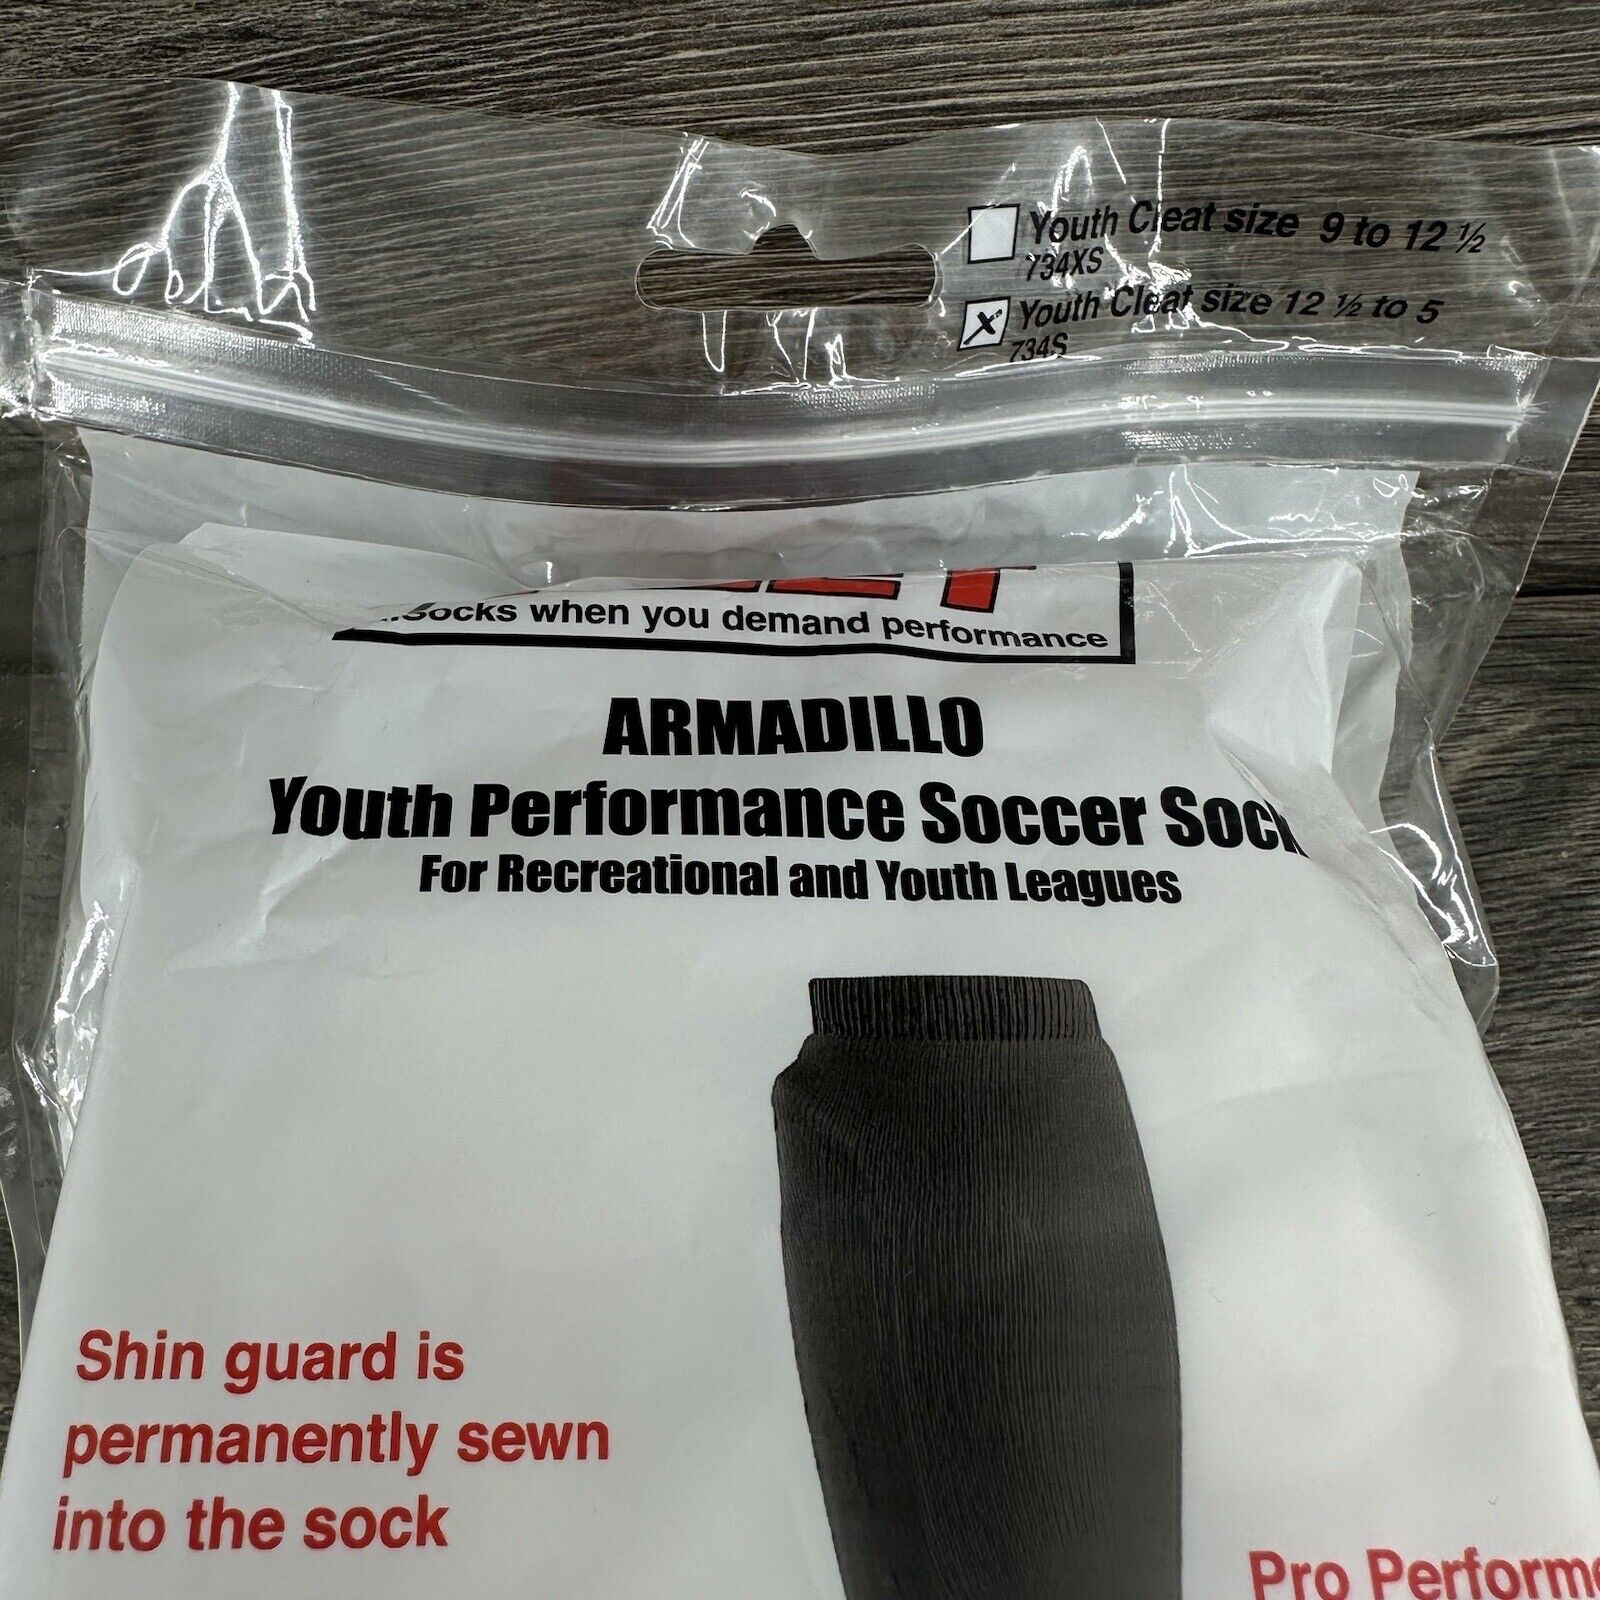 Youth Cleat size 9 to 12 ½
734XS
Youth Cleat size 12 ½ to 5
734S
...Socks when you demand performance
ARMADILLO
Youth Performance Soccer Sock
For Recreational and Youth Leagues
Shin guard is
permanently sewn
into the sock
Pro Performa